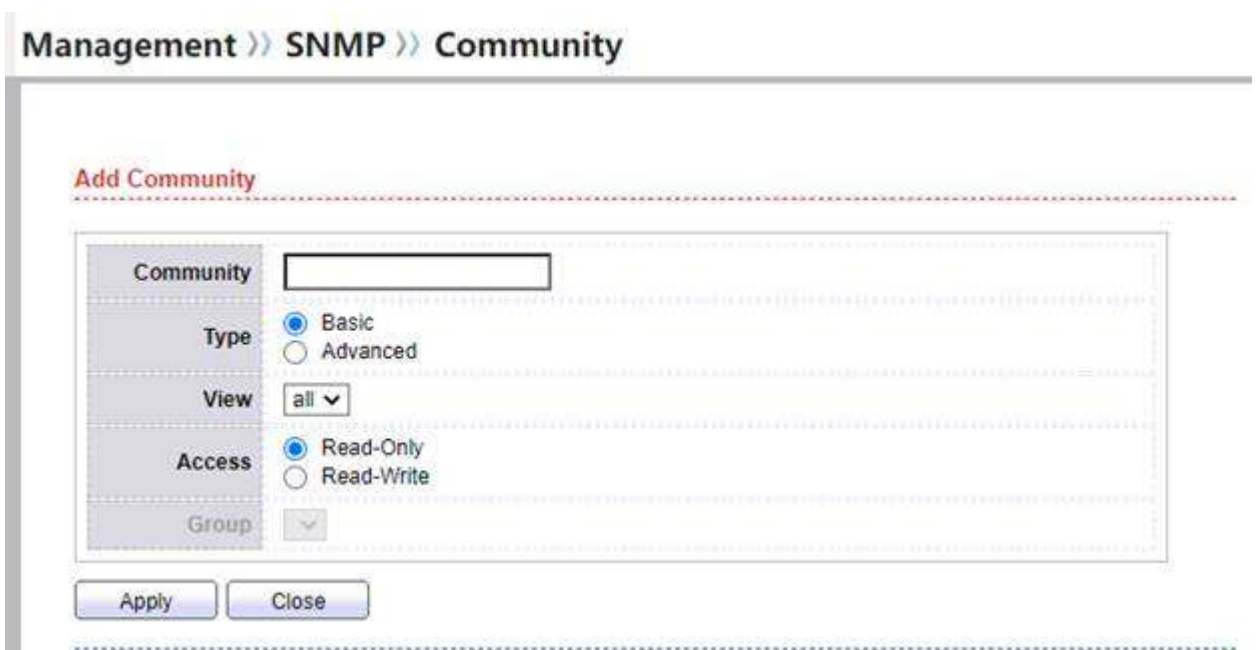 Management » SNMP » Community
Add Community
Community
Type
Basic
Advanced
View
all
Access
Read-Only
Read-Write
Group
Apply
Close